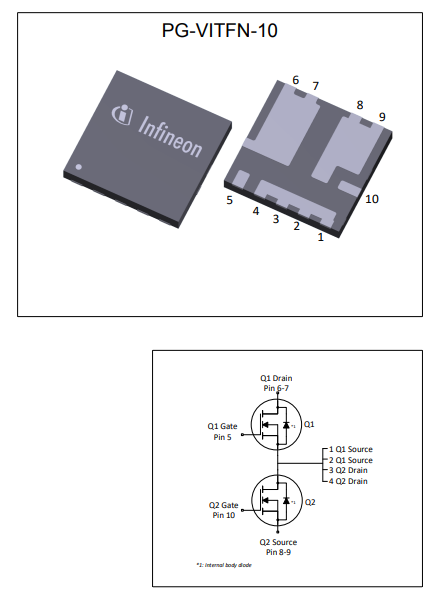 PG-VITFN-10
Infineon
6
7
8
9
10
5
4
3
2
1
Q1 Drain
Pin 6-7
Q1 Gate
Pin 5
Q1
*1
1 Q1 Source
2 Q1 Source
3 Q2 Drain
4 Q2 Drain
Q2 Gate
Pin 10
Q2
*1
Q2 Source
Pin 8-9
*1: Internal body diode